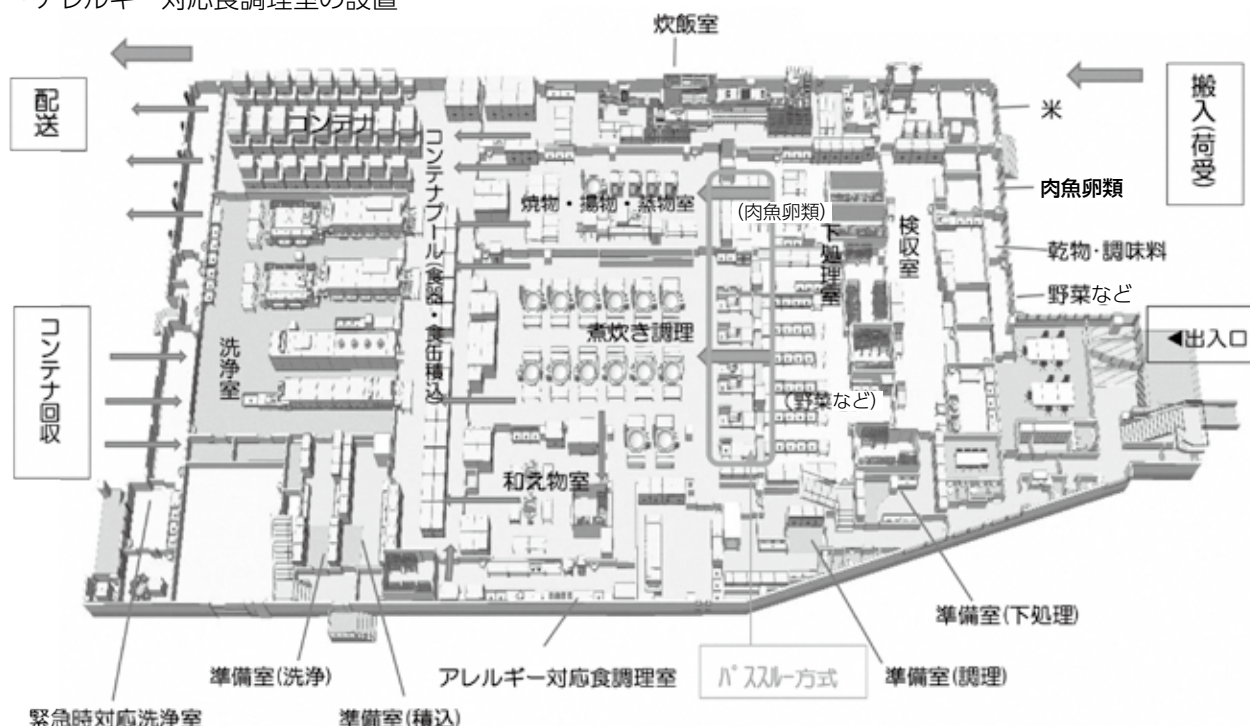 アレルギー対応食調理室の設置
炊飯室
配送
搬入(荷受)
米
コンテナ
コンテナプール(食器・食缶積込)
肉魚卵類
焼物・揚物・蒸物室
(肉魚卵類)
下処理室
検収室
乾物・調味料
野菜など
◀出入口
コンテナ回収
洗浄室
煮炊き調理
(野菜など)
和え物室
準備室(下処理)
準備室(洗浄)
アレルギー対応食調理室
パススルー方式
準備室(調理)
緊急時対応洗浄室
準備室(積込)